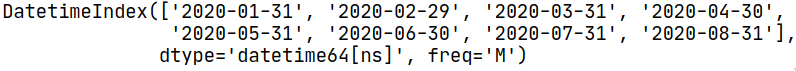 DatetimeIndex(['2020-01-31', '2020-02-29', '2020-03-31', '2020-04-30',
'2020-05-31', '2020-06-30', '2020-07-31', '2020-08-31'],
dtype='datetime64[ns]', freq='M')